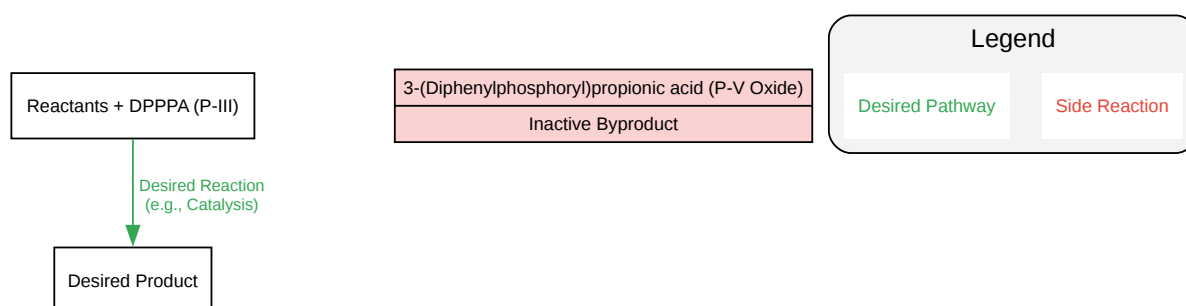 Legend
3-(Diphenylphosphoryl)propionic acid (P-V Oxide)
Reactants + DPPPA (P-III)
Desired Pathway
Side Reaction
Inactive Byproduct
Desired Reaction
(e.g., Catalysis)
Desired Product